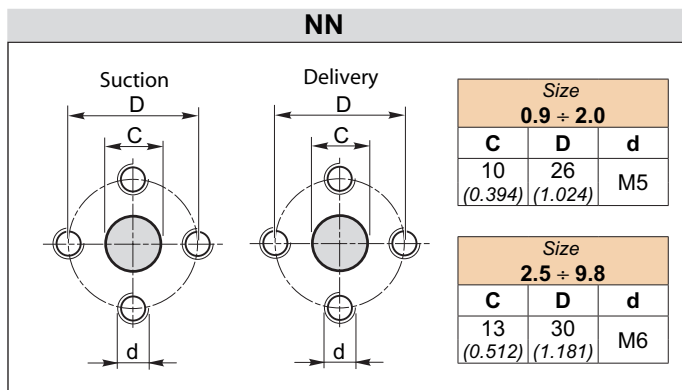 NN
Suction
D
C
d
Delivery
D
C
d
Size
0.9 ÷ 2.0
C D d
10 26 M5
(0.394) (1.024)
Size
2.5 ÷ 9.8
C D d
13 30 M6
(0.512) (1.181)